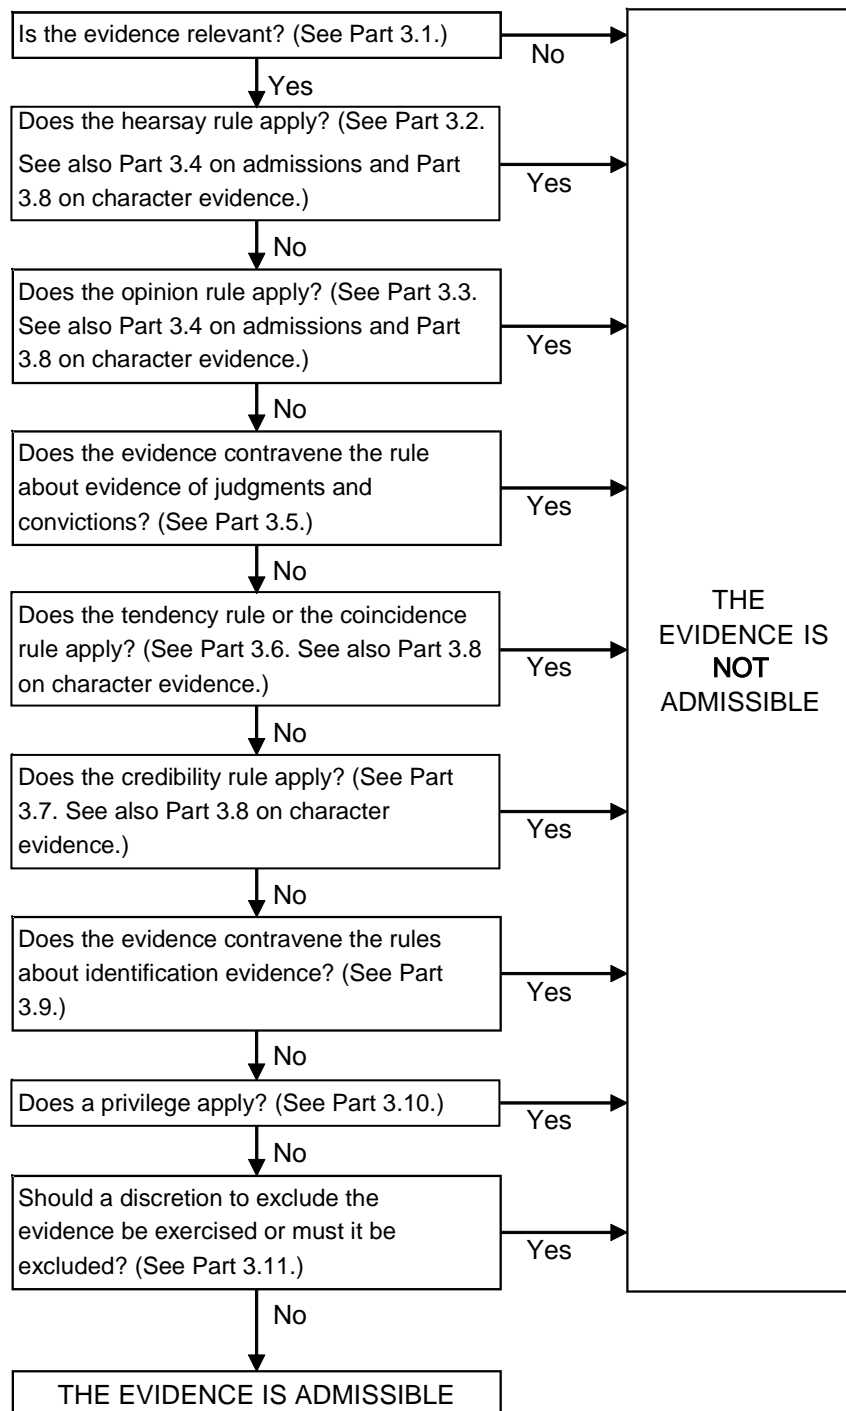 Is the evidence relevant? (See Part 3.1.)
No
Yes
Does the hearsay rule apply? (See Part 3.2.
See also Part 3.4 on admissions and Part
3.8 on character evidence.)
Yes
No
Does the opinion rule apply? (See Part 3.3.
See also Part 3.4 on admissions and Part
3.8 on character evidence.)
Yes
No
Does the evidence contravene the rule
about evidence of judgments and
convictions? (See Part 3.5.)
Yes
No
Does the tendency rule or the coincidence
rule apply? (See Part 3.6. See also Part 3.8
on character evidence.)
Yes
No
Does the credibility rule apply? (See Part
3.7. See also Part 3.8 on character
evidence.)
Yes
No
Does the evidence contravene the rules
about identification evidence? (See Part
3.9.)
Yes
No
Does a privilege apply? (See Part 3.10.)
Yes
No
Should a discretion to exclude the
evidence be exercised or must it be
excluded? (See Part 3.11.)
Yes
No
THE EVIDENCE IS ADMISSIBLE
THE
EVIDENCE IS
NOT
ADMISSIBLE